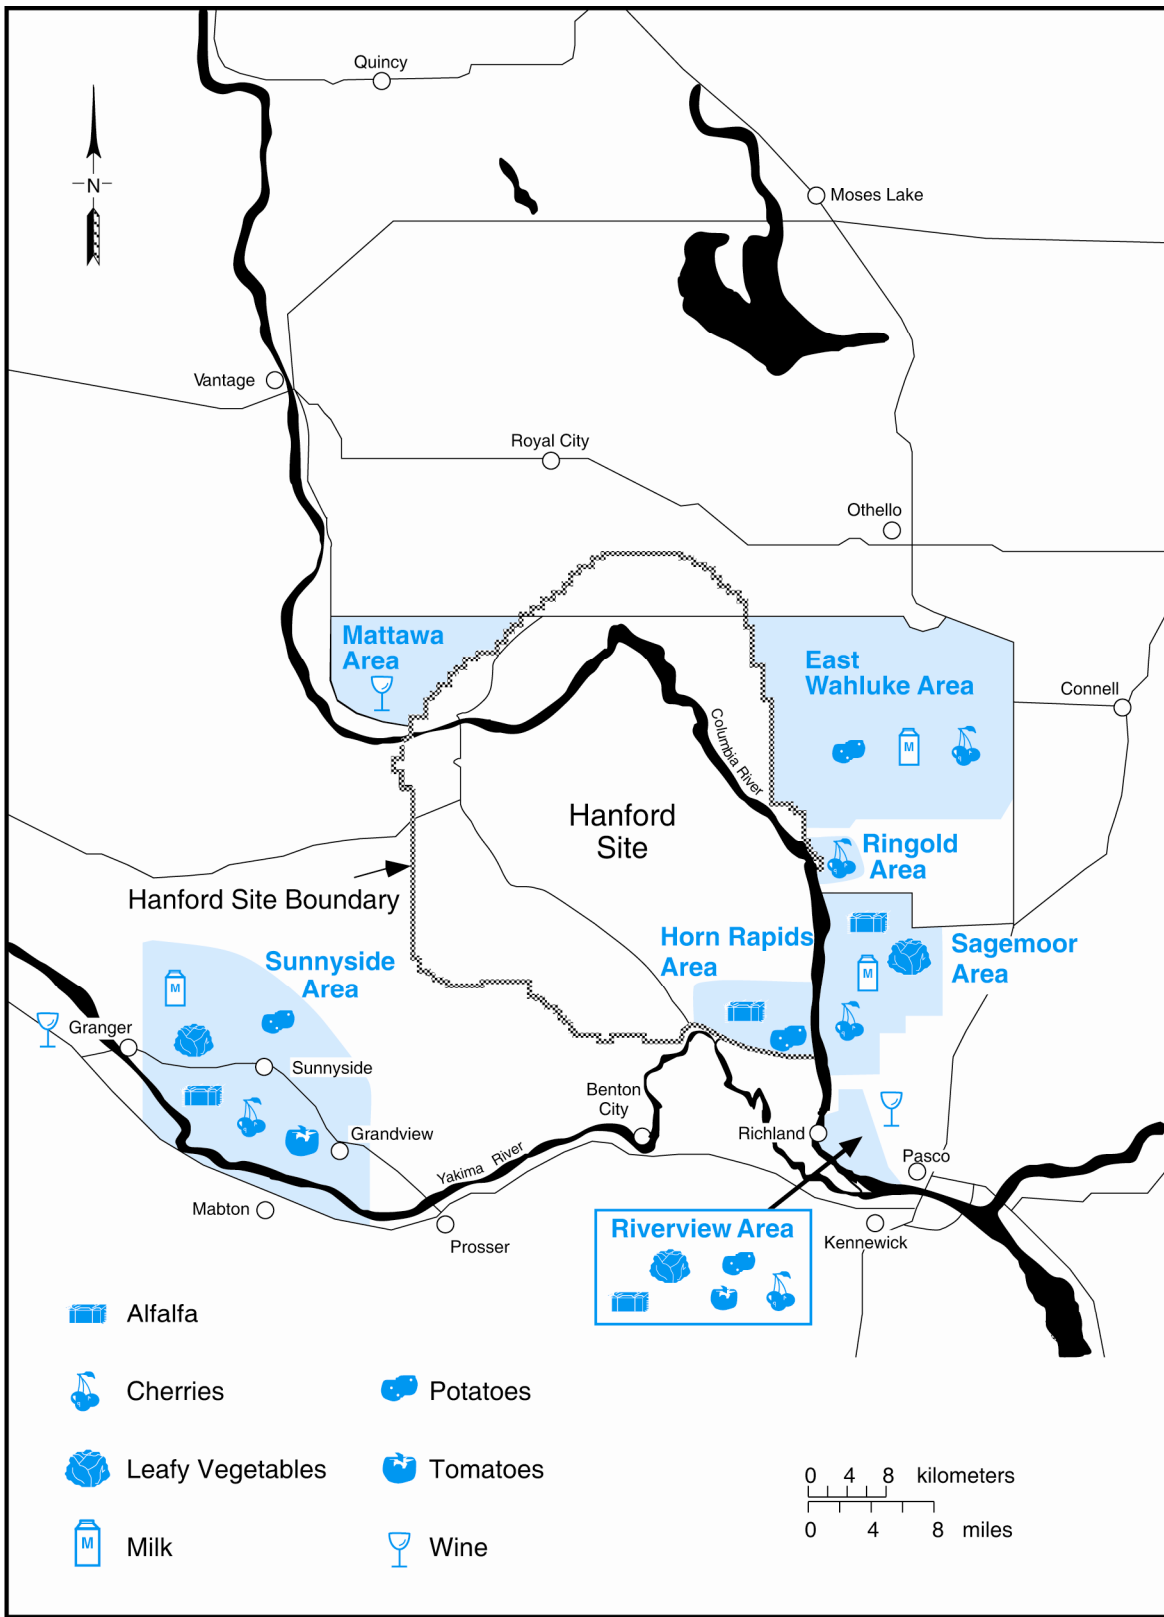 Quincy
N
Moses Lake
Vantage
Royal City
Othello
Mattawa
Area
East
Wahluke Area
Connell
Columbia River
Hanford
Site
Ringold
Area
Hanford Site Boundary
Horn Rapids
Area
Sagemoor
Area
Sunnyside
Area
M
M
M
Granger
Sunnyside
Benton
City
Grandview
Richland
Yakima River
Pasco
Mabton
Prosser
Riverview Area
Kennewick
Alfalfa
Cherries
Potatoes
Leafy Vegetables
Tomatoes
M
Milk
Wine
0 4 8 kilometers
0 4 8 miles